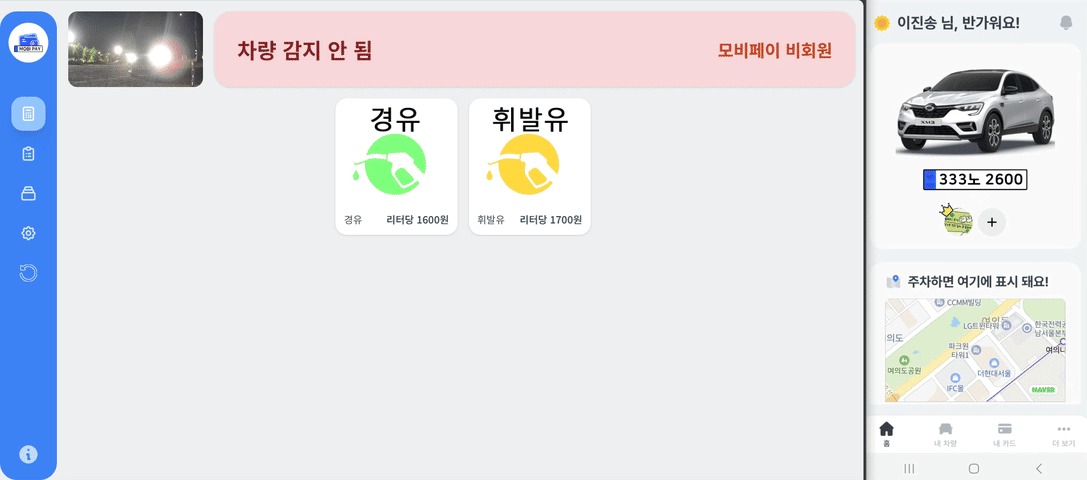 MOBI PAY
차량 감지 안 됨
모비페이 비회원
경유
경유 리터당 1600원
휘발유
휘발유 리터당 1700원
이진송 님, 반가워요!
XM3
333노 2600
+
주차하면 여기에 표시 돼요!
CCMM빌딩
여의도
LG트윈타워
한국전력공
남서울본부
의도
파크원
타워1
여의나
여의도공원
더현대서울
IFC몰
NAVER
홈
내 차량
내 카드
더 보기